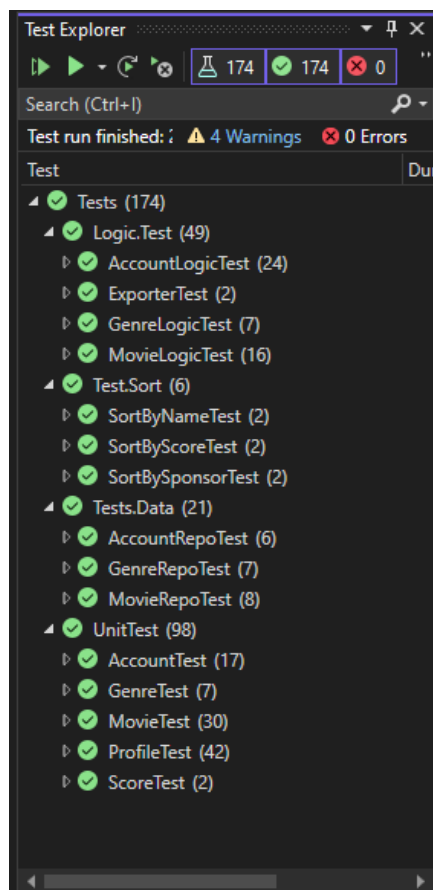 Test Explorer
174 174 0
Search (Ctrl+I)
Test run finished: 4 Warnings 0 Errors
Test Du
Tests (174)
Logic.Test (49)
AccountLogicTest (24)
ExporterTest (2)
GenreLogicTest (7)
MovieLogicTest (16)
Test.Sort (6)
SortByNameTest (2)
SortByScoreTest (2)
SortBySponsorTest (2)
Tests.Data (21)
AccountRepoTest (6)
GenreRepoTest (7)
MovieRepoTest (8)
UnitTest (98)
AccountTest (17)
GenreTest (7)
MovieTest (30)
ProfileTest (42)
ScoreTest (2)